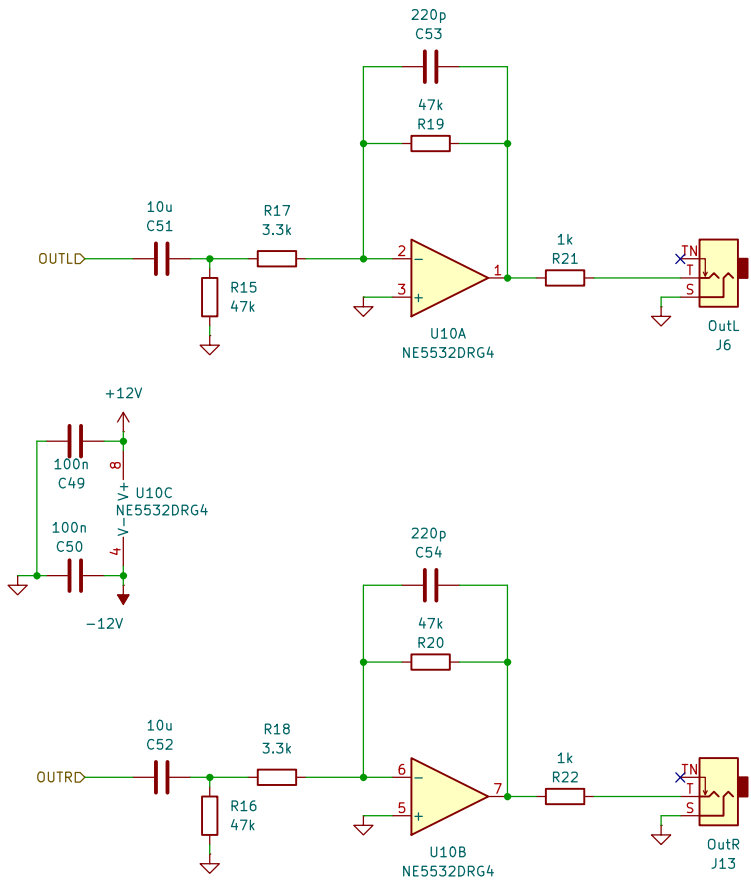 220p
C53
47k
R19
10u
C51
R17
3.3k
1k
R21
OUTL
R15
47k
2
3
1
−
+
TN
T
S
U10A
NE5532DRG4
OutL
J6
+12V
100n
C49
8
V+
U10C
NE5532DRG4
100n
C50
V−
4
−12V
220p
C54
47k
R20
10u
C52
R18
3.3k
1k
R22
OUTR
R16
47k
6
5
7
−
+
TN
T
S
U10B
NE5532DRG4
OutR
J13